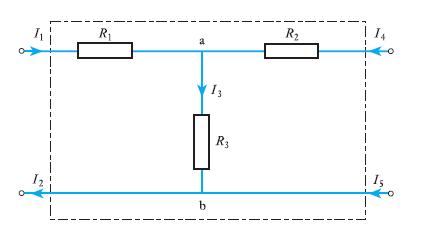 I₁ R₁ a R₂ I₄
I₃
R₃
I₂ I₅
b